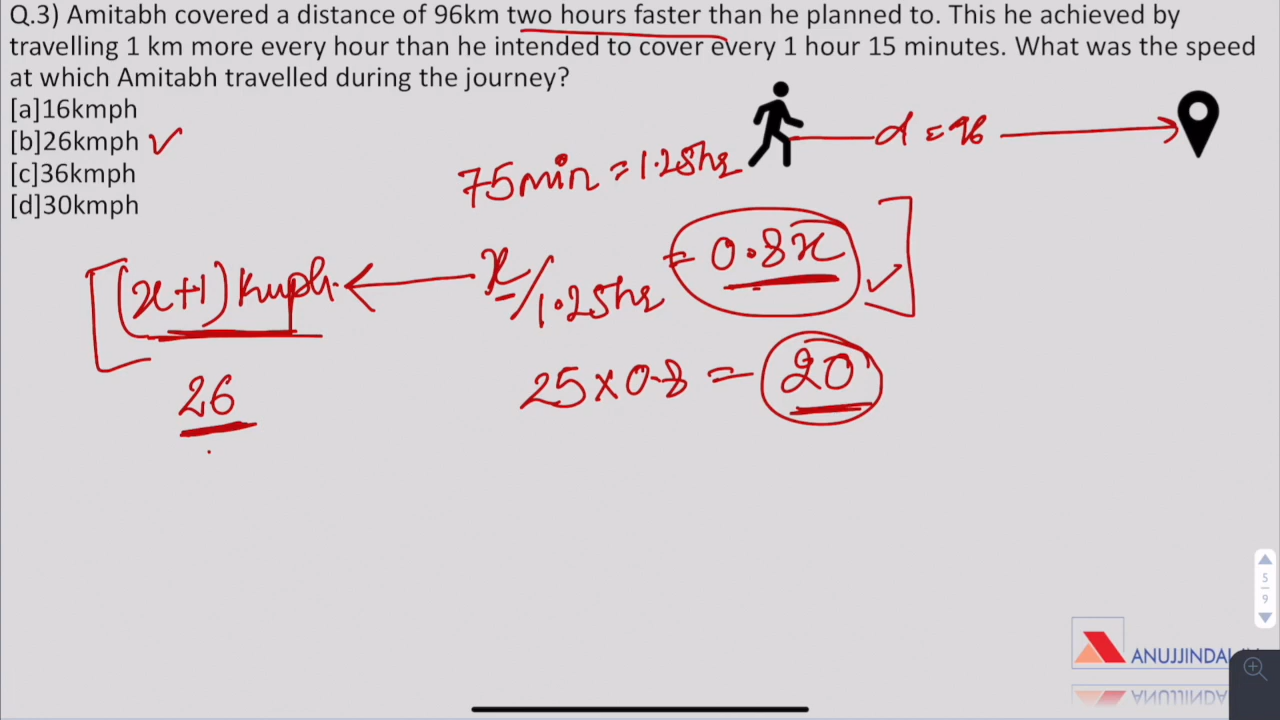 Q.3) Amitabh covered a distance of 96km two hours faster than he planned to. This he achieved by
travelling 1 km more every hour than he intended to cover every 1 hour 15 minutes. What was the speed
at which Amitabh travelled during the journey?
[a]16kmph
[b]26kmph ✓
[c]36kmph
[d]30kmph
d = 96
75min = 1.25hr
(x+1) kmph. ← x/1.25hr = 0.8x ✓
25×0.8 = 20
26
5
9
ANUJJINDAL